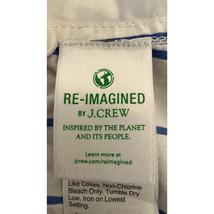 RE-IMAGINED
BY J.CREW
INSPIRED BY THE PLANET
AND ITS PEOPLE.
Learn more at
jcrew.com/reimagined
Like Colors. Non-Chlorine
Bleach Only. Tumble Dry
Low. Iron on Lowest
Setting.